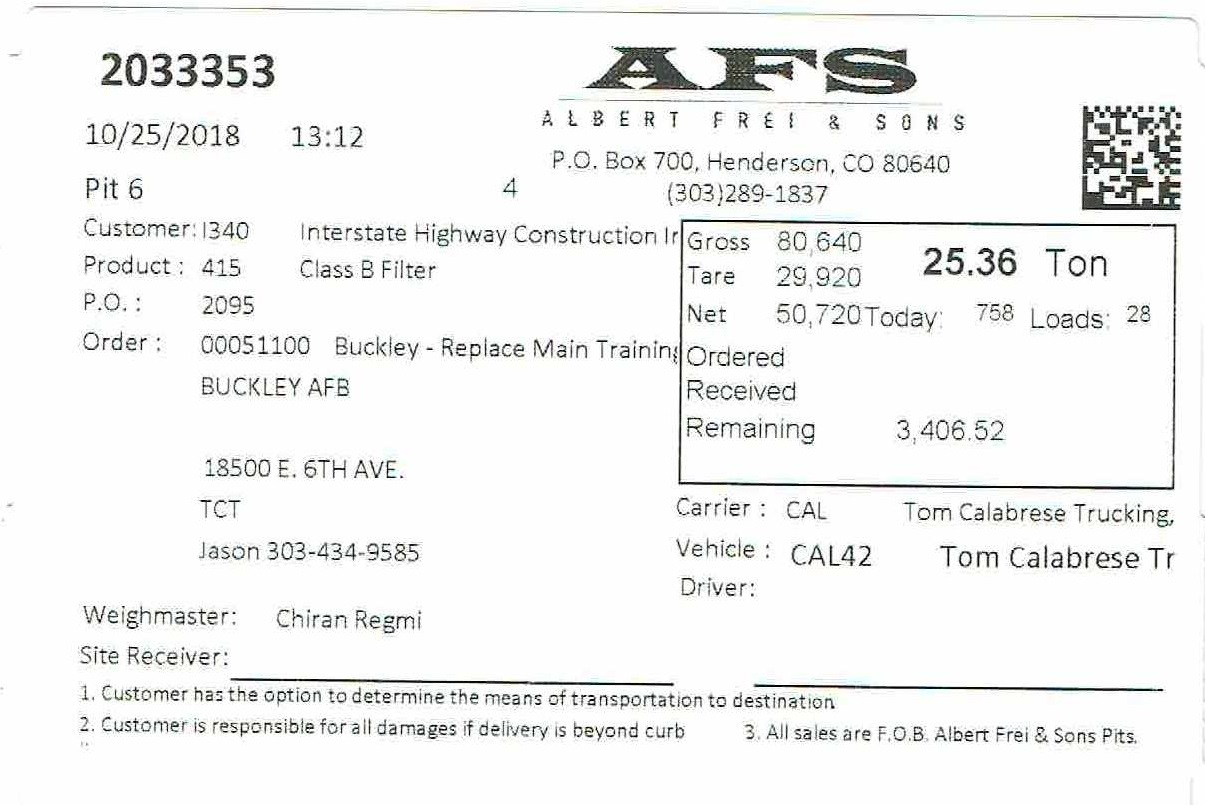 2033353
AFS
ALBERT FREI & SONS
10/25/2018 13:12
P.O. Box 700, Henderson, CO 80640
Pit 6 4 (303)289-1837
Customer: I340 Interstate Highway Construction Ir
Gross 80,640 25.36 Ton
Product : 415 Class B Filter
Tare 29,920
P.O. : 2095
Net 50,720 Today: 758 Loads: 28
Order : 00051100 Buckley - Replace Main Training
Ordered
BUCKLEY AFB
Received
Remaining 3,406.52
18500 E. 6TH AVE.
TCT
Carrier : CAL Tom Calabrese Trucking,
Jason 303-434-9585
Vehicle : CAL42 Tom Calabrese Tr
Driver:
Weighmaster: Chiran Regmi
Site Receiver:
1. Customer has the option to determine the means of transportation to destination
2. Customer is responsible for all damages if delivery is beyond curb 3. All sales are F.O.B. Albert Frei & Sons Pits.